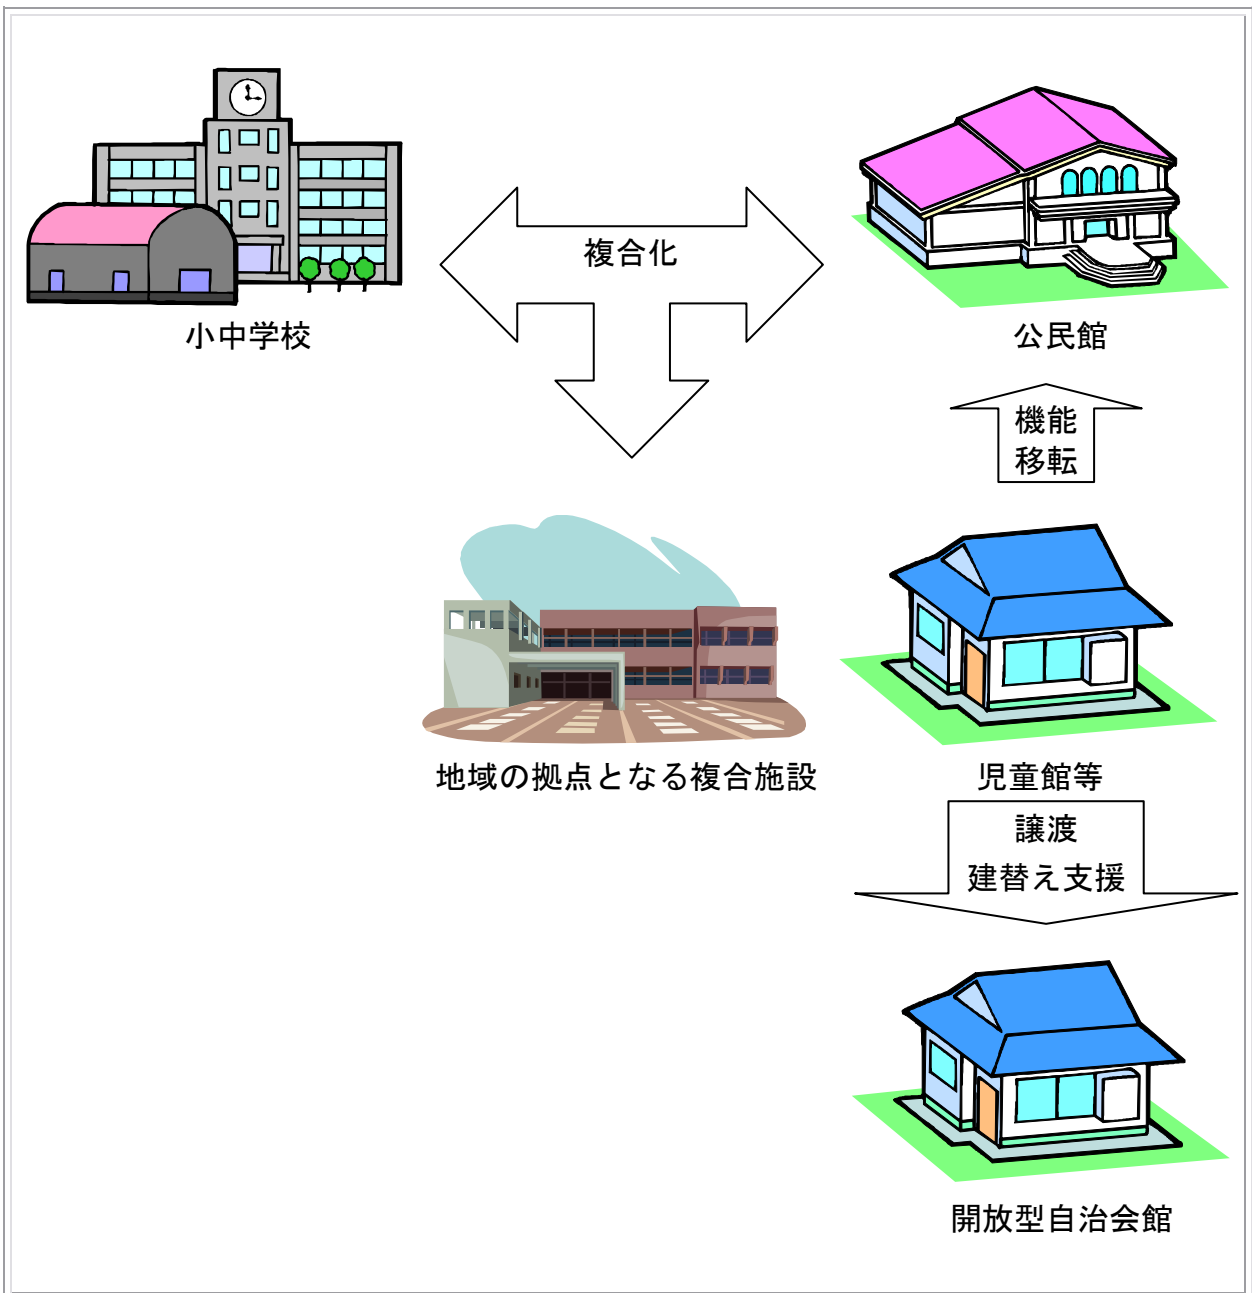 複合化
小中学校
公民館
機能
移転
地域の拠点となる複合施設
児童館等
譲渡
建替え支援
開放型自治会館